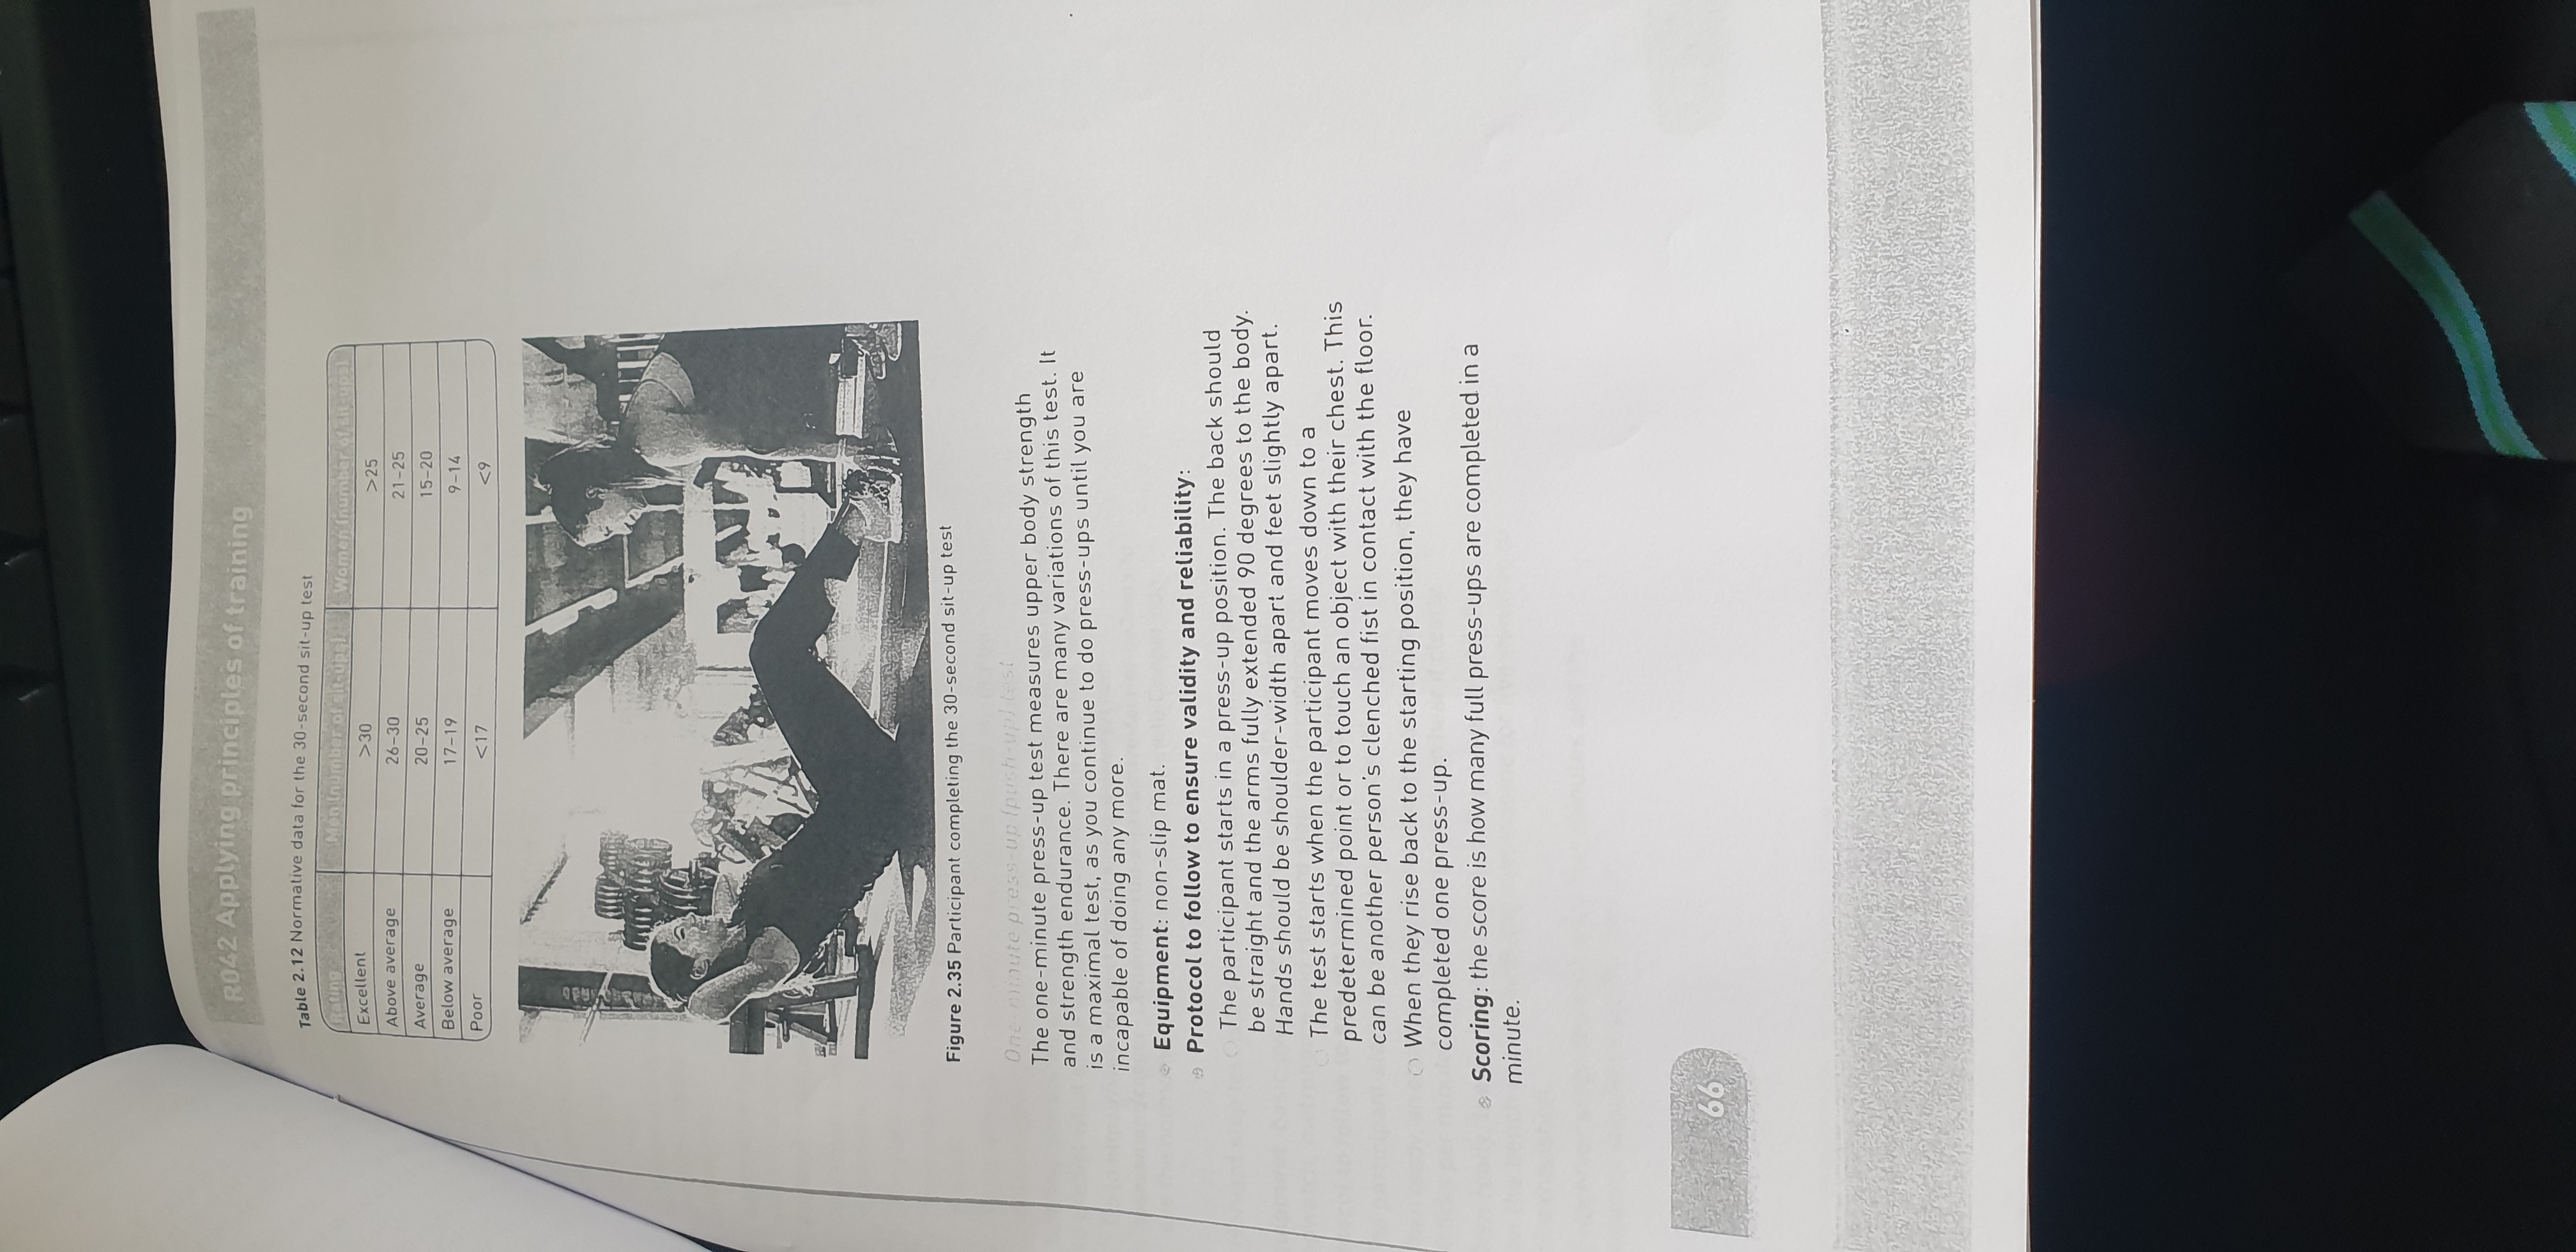 R042 Applying principles of training
Table 2.12 Normative data for the 30-second sit-up test
Rating Men (number of sit-ups) Women (number of sit-ups)
Excellent >30 >25
Above average 26–30 21–25
Average 20–25 15–20
Below average 17–19 9–14
Poor <17 <9
Figure 2.35 Participant completing the 30-second sit-up test
One-minute press-up (push-up) test
The one-minute press-up test measures upper body strength
and strength endurance. There are many variations of this test. It
is a maximal test, as you continue to do press-ups until you are
incapable of doing any more.
Equipment: non-slip mat.
Protocol to follow to ensure validity and reliability:
The participant starts in a press-up position. The back should
be straight and the arms fully extended 90 degrees to the body.
Hands should be shoulder-width apart and feet slightly apart.
The test starts when the participant moves down to a
predetermined point or to touch an object with their chest. This
can be another person's clenched fist in contact with the floor.
When they rise back to the starting position, they have
completed one press-up.
Scoring: the score is how many full press-ups are completed in a
minute.
66